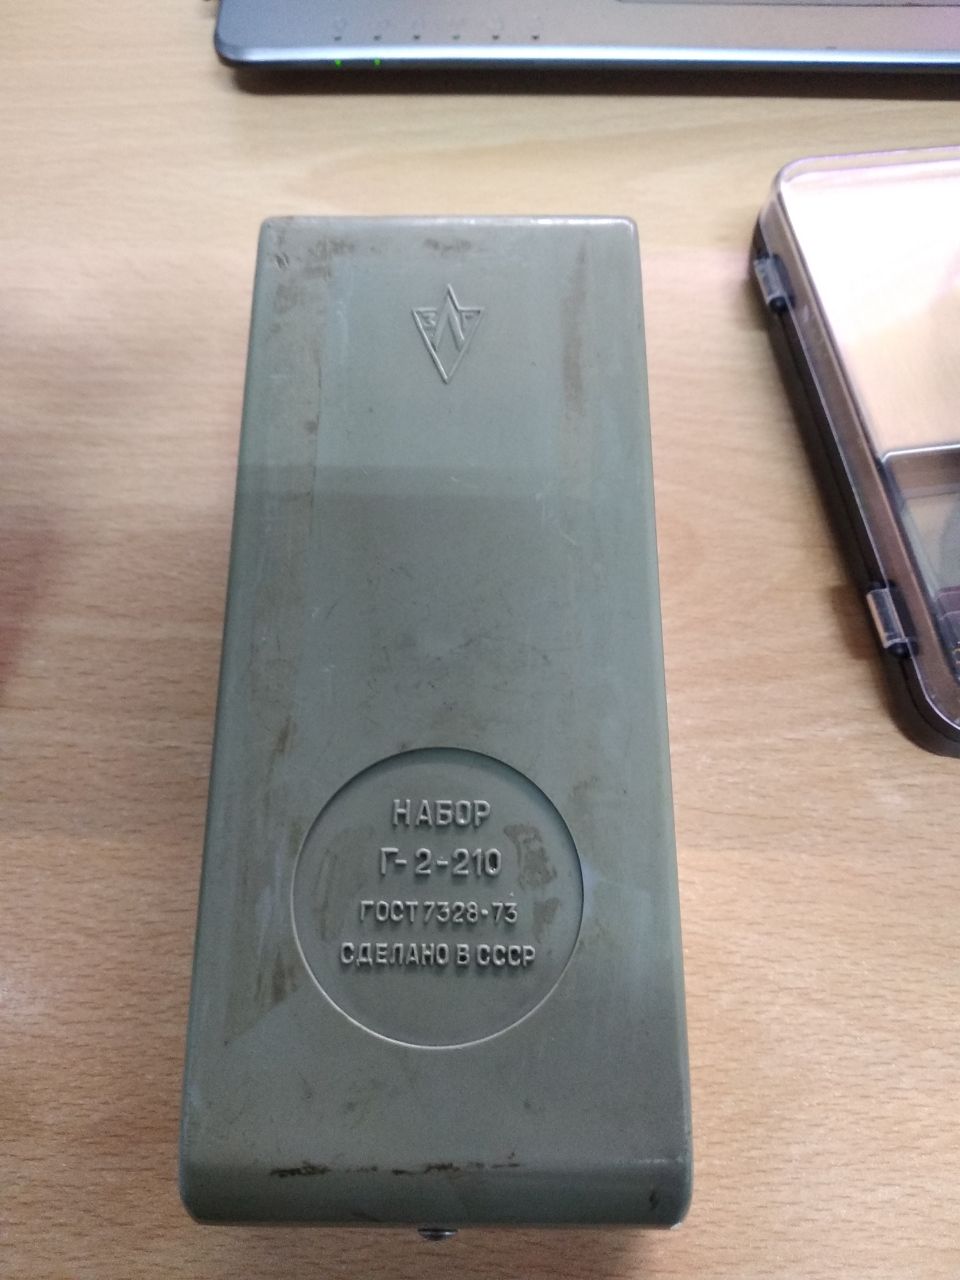 НАБОР
Г-2-210
ГОСТ 7328-73
СДЕЛАНО В СССР